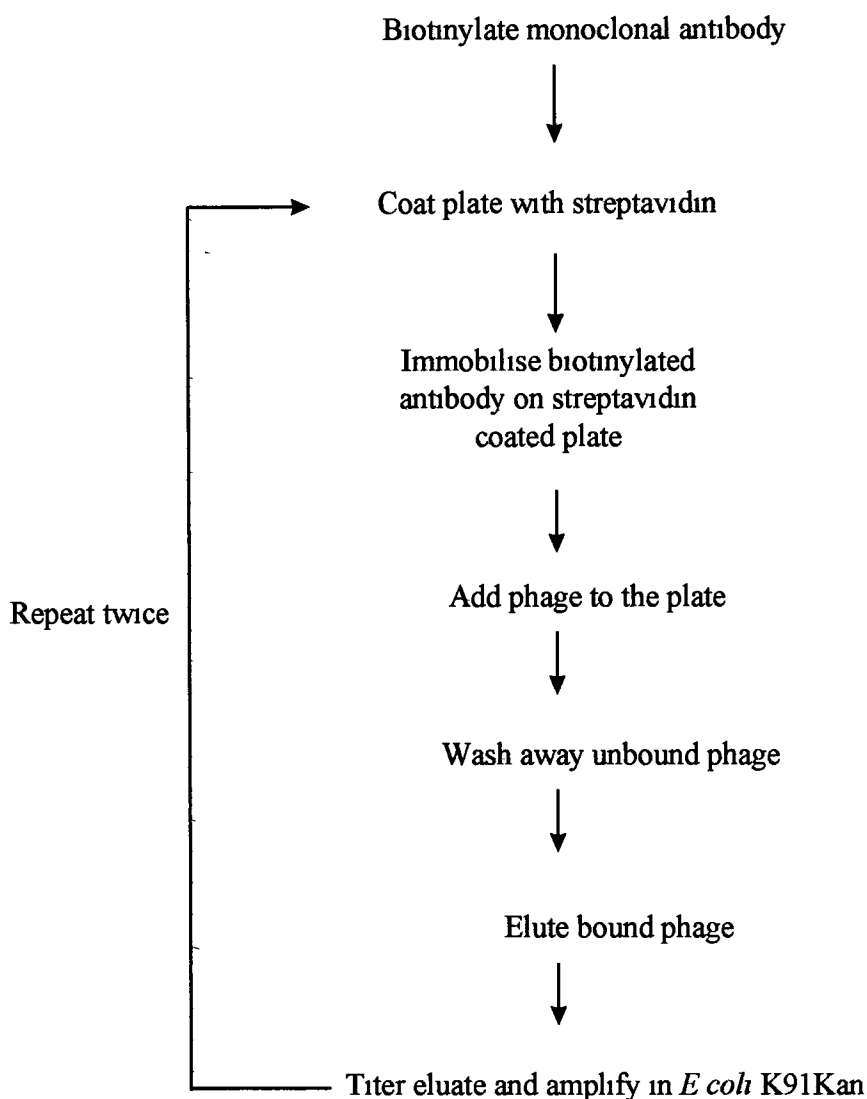 Biotinylate monoclonal antibody
Coat plate with streptavidin
Immobilise biotinylated
antibody on streptavidin
coated plate
Add phage to the plate
Repeat twice
Wash away unbound phage
Elute bound phage
Titer eluate and amplify in E coli K91Kan